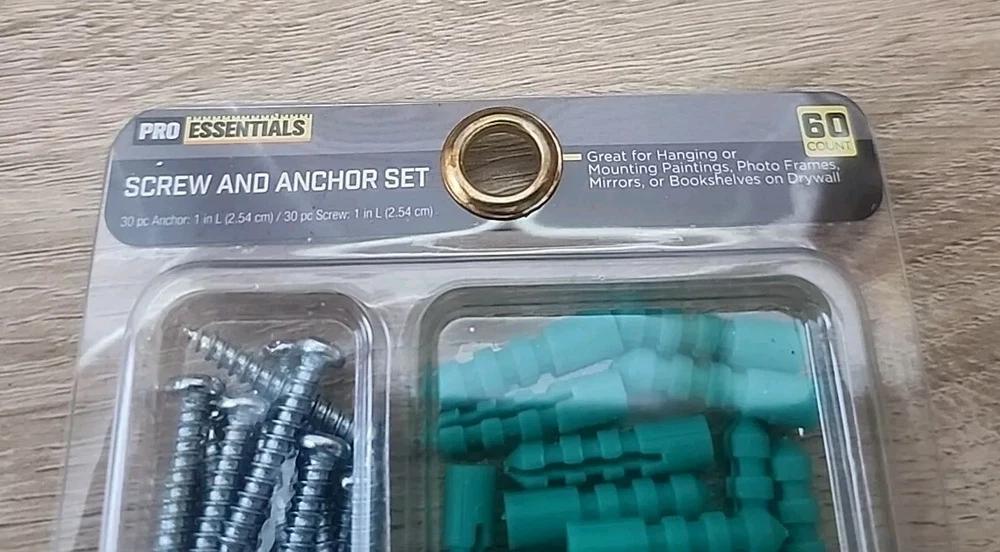 PRO ESSENTIALS
SCREW AND ANCHOR SET
30 pc Anchor: 1 in L (2.54 cm) / 30 pc Screw: 1 in L (2.54 cm)
Great for Hanging or
Mounting Paintings, Photo Frames,
Mirrors, or Bookshelves on Drywall
60
COUNT